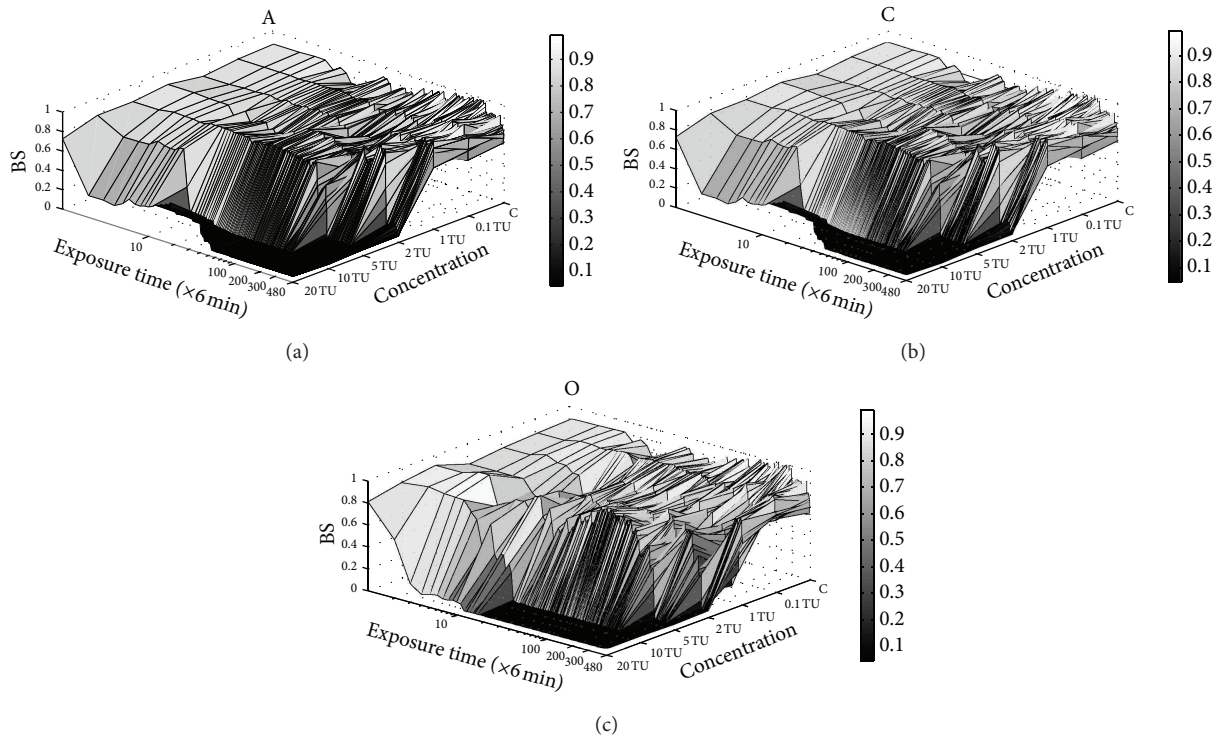 A
BS
1
0.8
0.6
0.4
0.2
0
10
100
200
300
480
Exposure time (×6 min)
20 TU
10 TU
5 TU
2 TU
1 TU
0.1 TU
C
Concentration
0.9
0.8
0.7
0.6
0.5
0.4
0.3
0.2
0.1
(a)
C
BS
1
0.8
0.6
0.4
0.2
0
10
100
200
300
480
Exposure time (×6 min)
20 TU
10 TU
5 TU
2 TU
1 TU
0.1 TU
C
Concentration
0.9
0.8
0.7
0.6
0.5
0.4
0.3
0.2
0.1
(b)
O
BS
1
0.8
0.6
0.4
0.2
0
10
100
200
300
480
Exposure time (×6 min)
20 TU
10 TU
5 TU
2 TU
1 TU
0.1 TU
C
Concentration
0.9
0.8
0.7
0.6
0.5
0.4
0.3
0.2
0.1
(c)